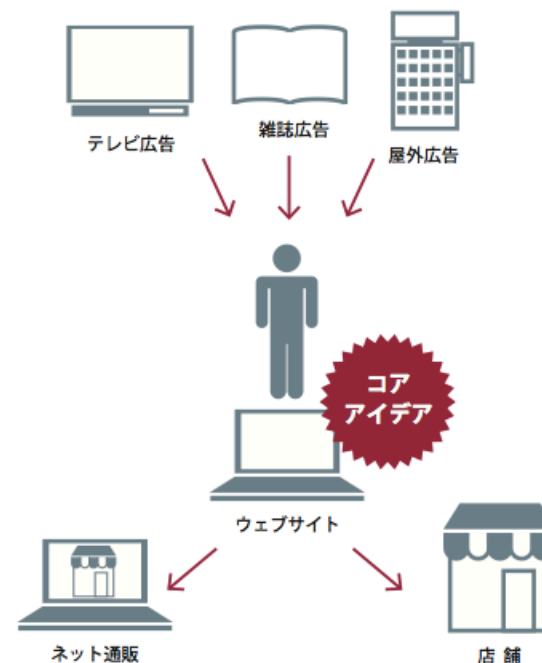 テレビ広告
雑誌広告
屋外広告
コア
アイデア
ウェブサイト
ネット通販
店舗